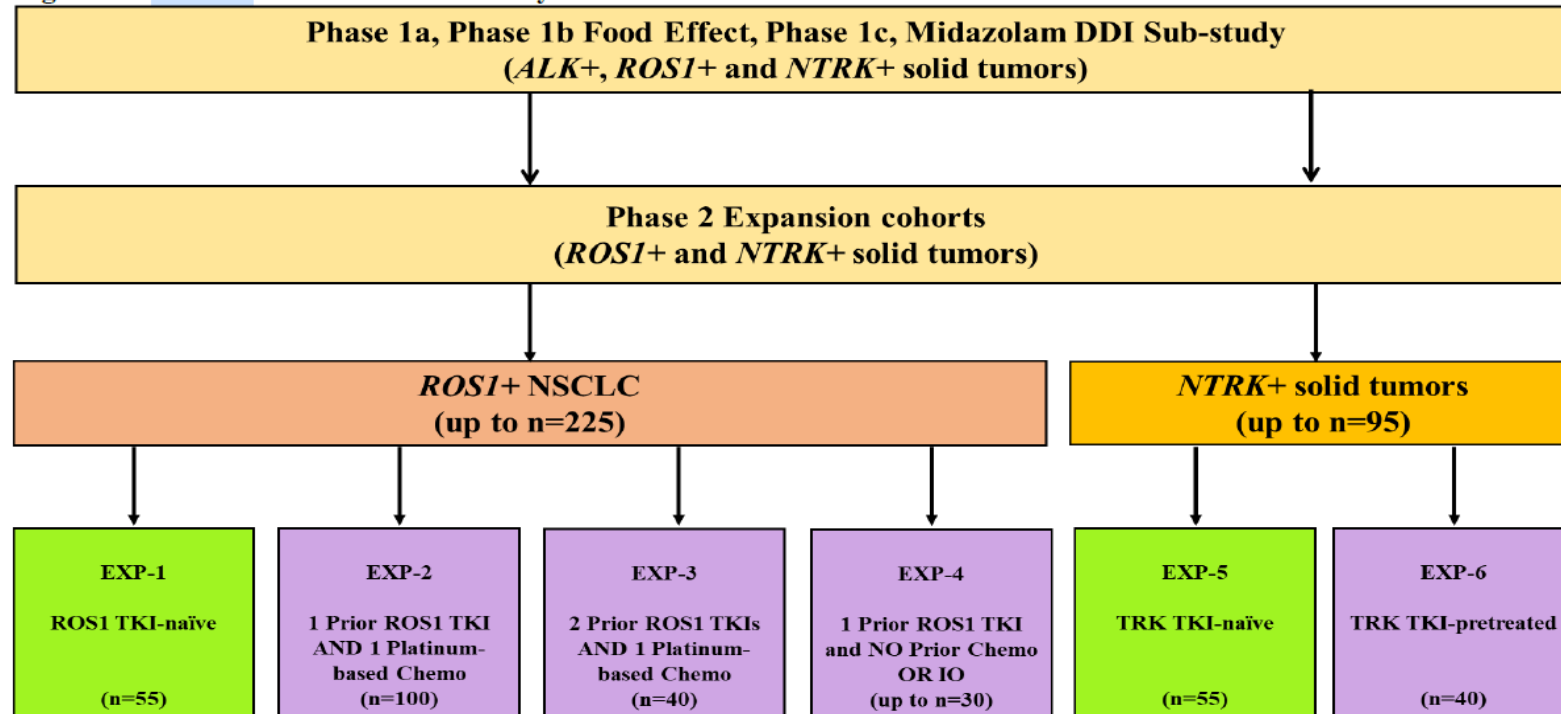 Phase 1a, Phase 1b Food Effect, Phase 1c, Midazolam DDI Sub-study
(ALK+, ROS1+ and NTRK+ solid tumors)
Phase 2 Expansion cohorts
(ROS1+ and NTRK+ solid tumors)
ROS1+ NSCLC
(up to n=225)
NTRK+ solid tumors
(up to n=95)
EXP-1
ROS1 TKI-naïve
(n=55)
EXP-2
1 Prior ROS1 TKI
AND 1 Platinum-
based Chemo
(n=100)
EXP-3
2 Prior ROS1 TKIs
AND 1 Platinum-
based Chemo
(n=40)
EXP-4
1 Prior ROS1 TKI
and NO Prior Chemo
OR IO
(up to n=30)
EXP-5
TRK TKI-naïve
(n=55)
EXP-6
TRK TKI-pretreated
(n=40)